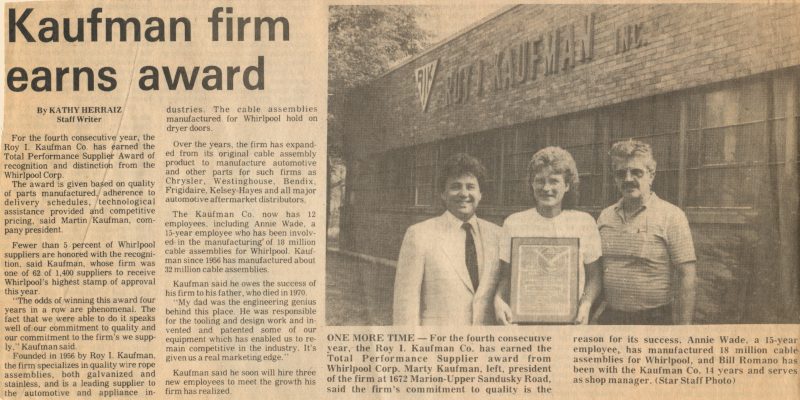 Kaufman firm
earns award
By KATHY HERRAIZ
Staff Writer
For the fourth consecutive year, the
Roy I. Kaufman Co. has earned the
Total Performance Supplier Award of
recognition and distinction from the
Whirlpool Corp.
The award is given based on quality
of parts manufactured, adherence to
delivery schedules, technological
assistance provided and competitive
pricing, said Martin Kaufman, com-
pany president.
Fewer than 5 percent of Whirlpool
suppliers are honored with the recogni-
tion, said Kaufman, whose firm was
one of 62 of 1,400 suppliers to receive
Whirlpool's highest stamp of approval
this year.
"The odds of winning this award four
years in a row are phenomenal. The
fact that we were able to do it speaks
well of our commitment to quality and
our commitment to the firm's we supp-
ly," Kaufman said.
Founded in 1956 by Roy I. Kaufman,
the firm specializes in quality wire rope
assemblies, both galvanized and
stainless, and is a leading supplier to
the automotive and appliance in-
dustries. The cable assemblies
manufactured for Whirlpool hold on
dryer doors.
Over the years, the firm has expand-
ed from its original cable assembly
product to manufacture automotive
and other parts for such firms as
Chrysler, Westinghouse, Bendix,
Frigidaire, Kelsey-Hayes and all major
automotive aftermarket distributors.
The Kaufman Co. now has 12
employees, including Annie Wade, a
15-year employee who has been involv-
ed in the manufacturing of 18 million
cable assemblies for Whirlpool. Kauf-
man since 1956 has manufactured about
32 million cable assemblies.
Kaufman said he owes the success of
his firm to his father, who died in 1970.
"My dad was the engineering genius
behind this place. He was responsible
for the tooling and design work and in-
vented and patented some of our
equipment which has enabled us to re-
main competitive in the industry. It's
given us a real marketing edge."
Kaufman said he soon will hire three
new employees to meet the growth his
firm has realized.
ROY I KAUFMAN INC.
ONE MORE TIME — For the fourth consecutive
year, the Roy I. Kaufman Co. has earned the
Total Performance Supplier award from
Whirlpool Corp. Marty Kaufman, left, president
of the firm at 1672 Marion-Upper Sandusky Road,
said the firm's commitment to quality is the
reason for its success. Annie Wade, a 15-year
employee, has manufactured 18 million cable
assemblies for Whirlpool, and Bill Romano has
been with the Kaufman Co. 14 years and serves
as shop manager. (Star Staff Photo)